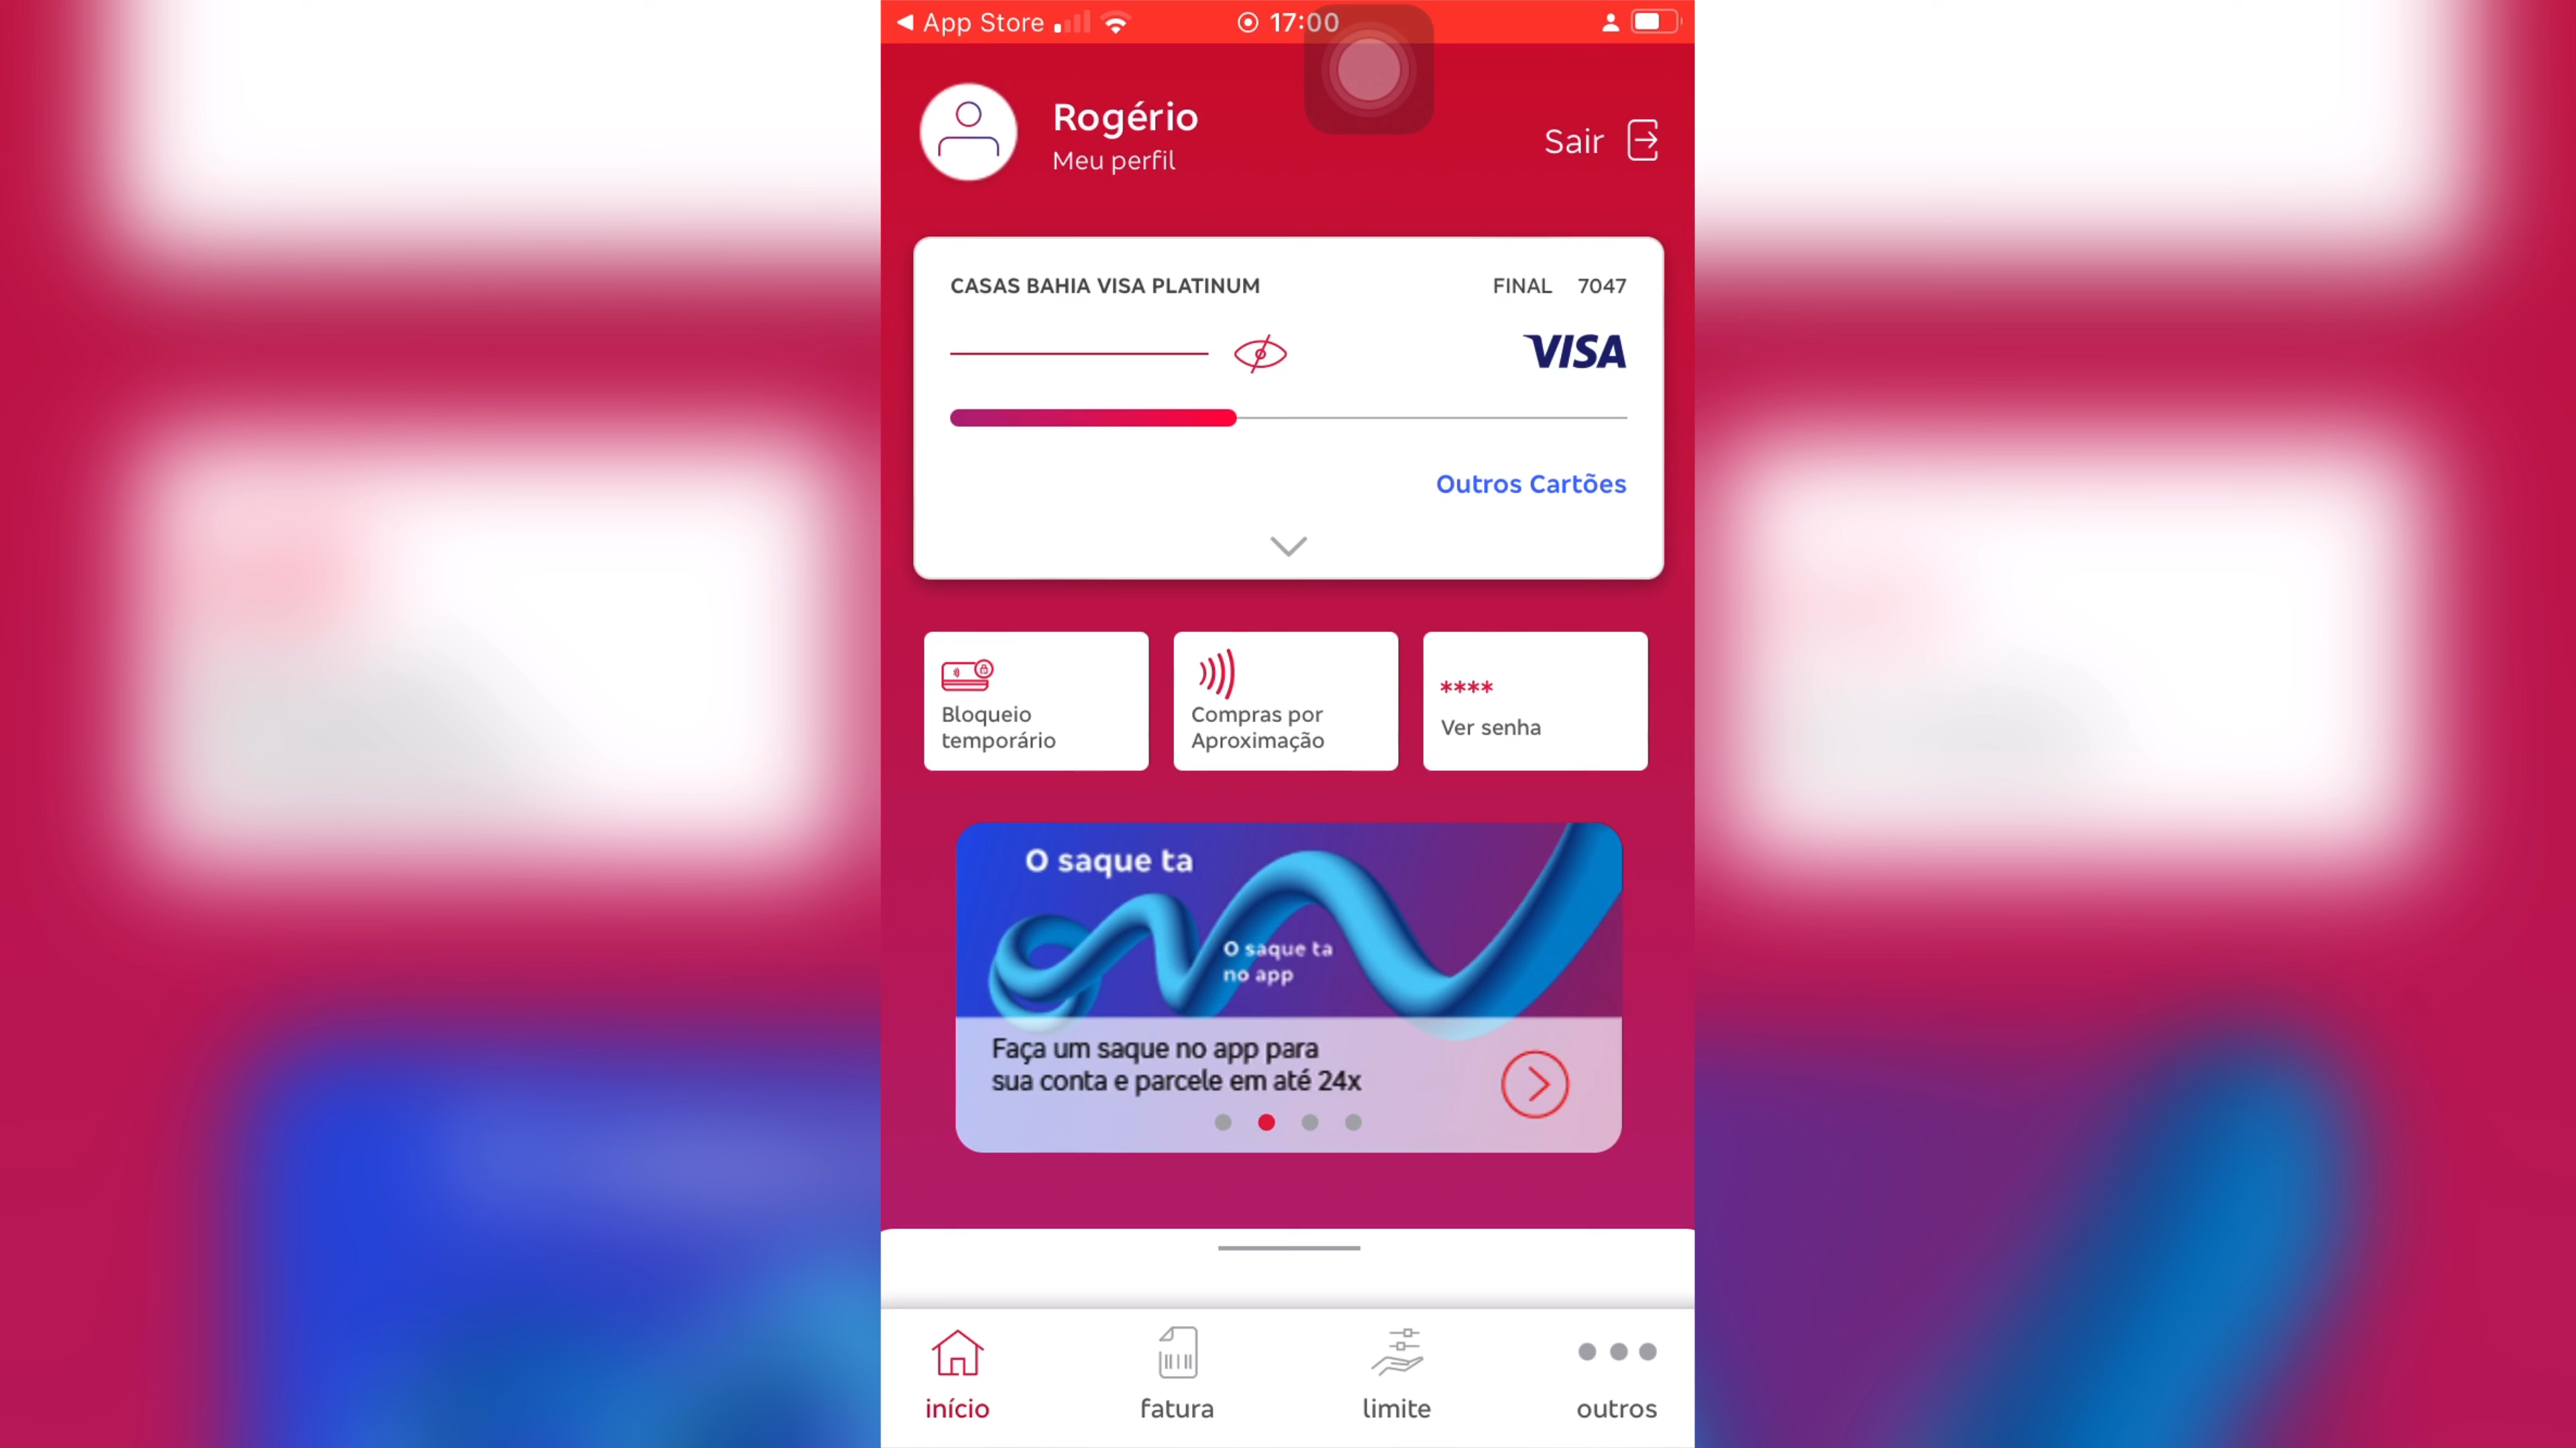 App Store
17:00
Rogério
Meu perfil
Sair
CASAS BAHIA VISA PLATINUM
FINAL 7047
VISA
Outros Cartões
Bloqueio
temporário
Compras por
Aproximação
****
Ver senha
O saque ta
O saque ta
no app
Faça um saque no app para
sua conta e parcele em até 24x
início
fatura
limite
outros